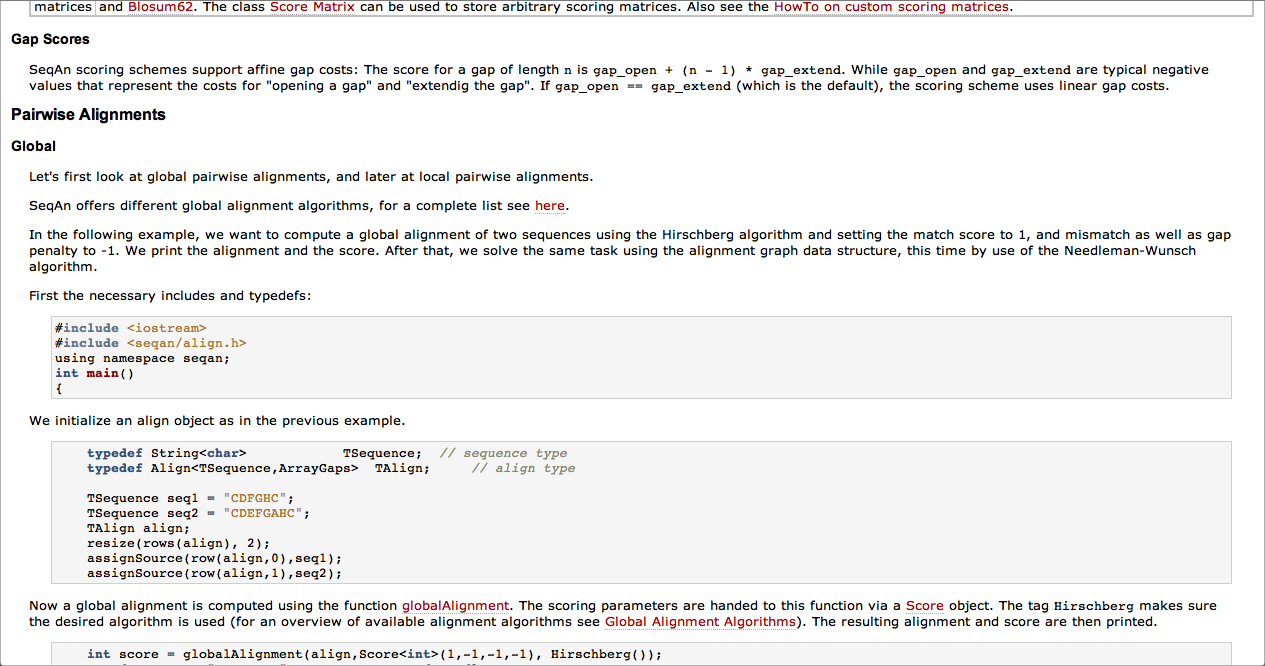 matrices and Blosum62. The class Score Matrix can be used to store arbitrary scoring matrices. Also see the HowTo on custom scoring matrices.
Gap Scores
SeqAn scoring schemes support affine gap costs: The score for a gap of length n is gap_open + (n - 1) * gap_extend. While gap_open and gap_extend are typical negative
values that represent the costs for "opening a gap" and "extendig the gap". If gap_open == gap_extend (which is the default), the scoring scheme uses linear gap costs.
Pairwise Alignments
Global
Let's first look at global pairwise alignments, and later at local pairwise alignments.
SeqAn offers different global alignment algorithms, for a complete list see here.
In the following example, we want to compute a global alignment of two sequences using the Hirschberg algorithm and setting the match score to 1, and mismatch as well as gap
penalty to -1. We print the alignment and the score. After that, we solve the same task using the alignment graph data structure, this time by use of the Needleman-Wunsch
algorithm.
First the necessary includes and typedefs:
#include <iostream>
#include <seqan/align.h>
using namespace seqan;
int main()
{
We initialize an align object as in the previous example.
typedef String<char> TSequence; // sequence type
typedef Align<TSequence,ArrayGaps> TAlign; // align type
TSequence seq1 = "CDFGHC";
TSequence seq2 = "CDEFGAHC";
TAlign align;
resize(rows(align), 2);
assignSource(row(align,0),seq1);
assignSource(row(align,1),seq2);
Now a global alignment is computed using the function globalAlignment. The scoring parameters are handed to this function via a Score object. The tag Hirschberg makes sure
the desired algorithm is used (for an overview of available alignment algorithms see Global Alignment Algorithms). The resulting alignment and score are then printed.
int score = globalAlignment(align,Score<int>(1,-1,-1,-1), Hirschberg());